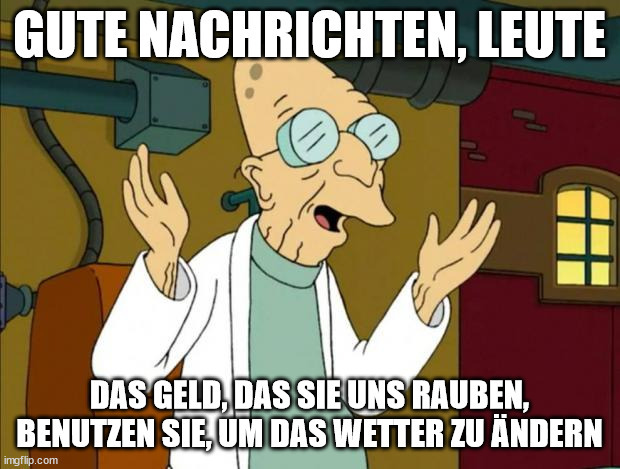 GUTE NACHRICHTEN, LEUTE
DAS GELD, DAS SIE UNS RAUBEN,
BENUTZEN SIE, UM DAS WETTER ZU ÄNDERN
imgflip.com